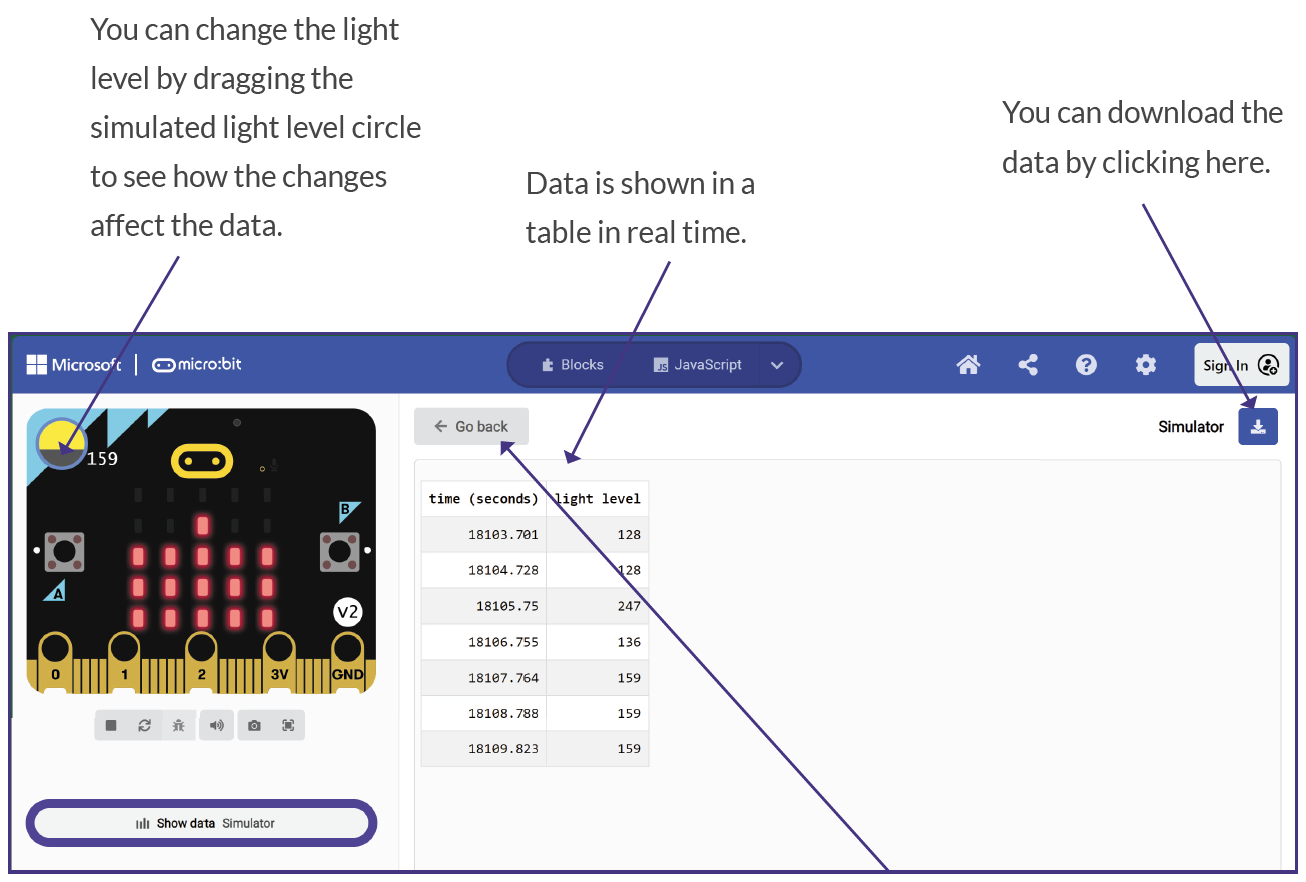 You can change the light
level by dragging the
simulated light level circle
to see how the changes
affect the data.
Data is shown in a
table in real time.
You can download the
data by clicking here.
Microsoft | micro:bit
Blocks
JS JavaScript
?
Sign In
159
B
A
V2
0 1 2 3V GND
Show data Simulator
← Go back
Simulator
time (seconds) light level
18103.701 128
18104.728 128
18105.75 247
18106.755 136
18107.764 159
18108.788 159
18109.823 159